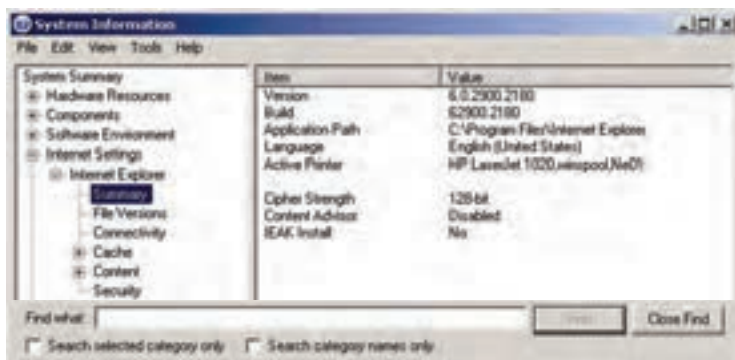 System Information
File Edit View Tools Help
System Summary
Hardware Resources
Components
Software Environment
Internet Settings
Internet Explorer
Summary
File Versions
Connectivity
Cache
Content
Security
Item Value
Version 6.0.2900.2180
Build 62900.2180
Application Path C:\Program Files\Internet Explorer
Language English (United States)
Active Printer HP LaserJet 1020,winspool,Ne01:
Cipher Strength 128-bit
Content Advisor Disabled
IEAK Install No
Find what: Close Find
Search selected category only Search category names only